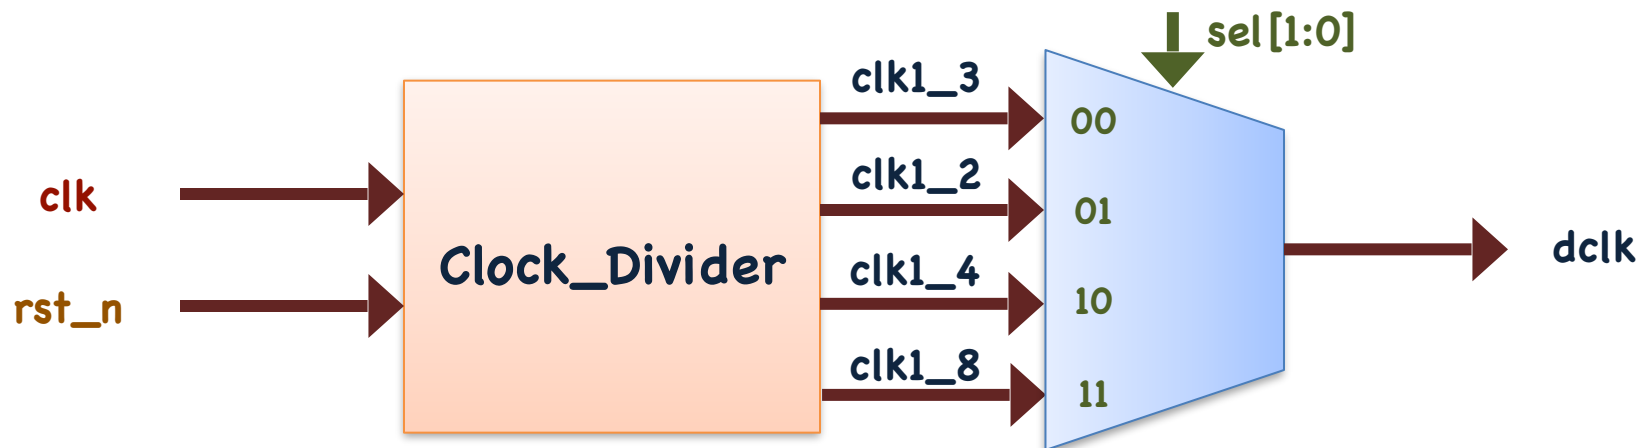 sel[1:0]
clk1_3
00
clk1_2
clk
01
Clock_Divider
dclk
clk1_4
rst_n
10
clk1_8
11